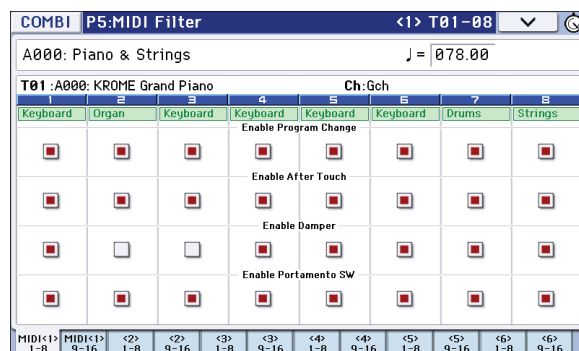 COMBI P5:MIDI Filter <1> T01-08
A000: Piano & Strings ♩= 078.00
T01 :A000: KROME Grand Piano Ch:Gch
1 2 3 4 5 6 7 8
Keyboard Organ Keyboard Keyboard Keyboard Keyboard Drums Strings
Enable Program Change
Enable After Touch
Enable Damper
Enable Portamento SW
MIDI<1> MIDI<1> <2> <2> <3> <3> <4> <4> <5> <5> <6> <6>
1-8 9-16 1-8 9-16 1-8 9-16 1-8 9-16 1-8 9-16 1-8 9-16